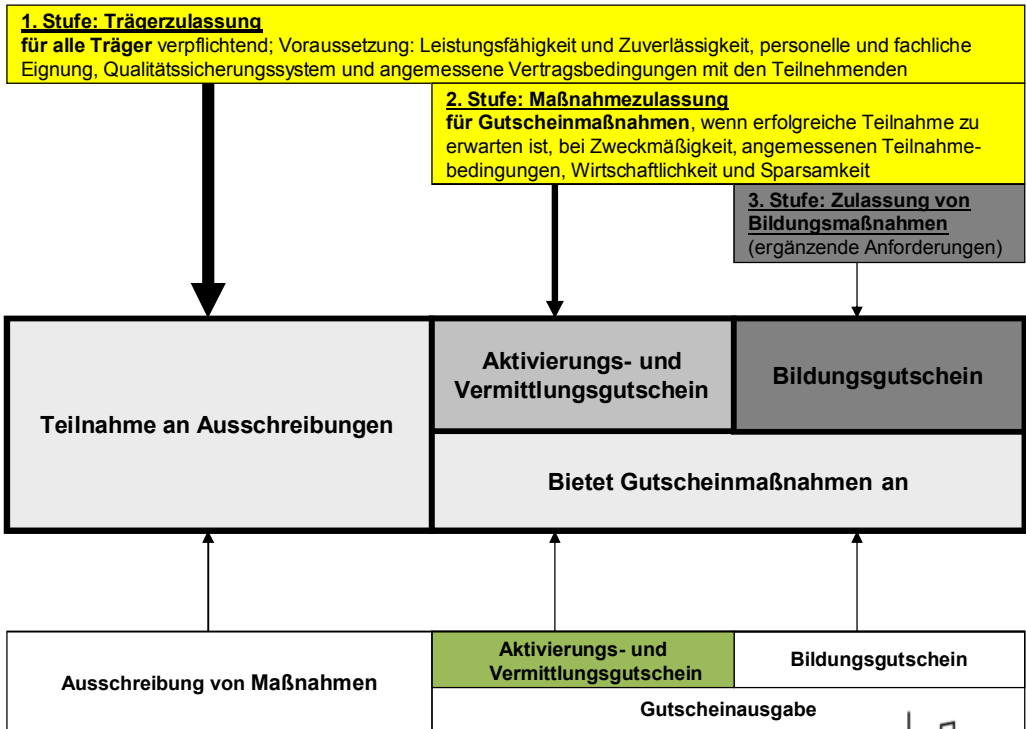 1. Stufe: Trägerzulassung
für alle Träger verpflichtend; Voraussetzung: Leistungsfähigkeit und Zuverlässigkeit, personelle und fachliche
Eignung, Qualitätssicherungssystem und angemessene Vertragsbedingungen mit den Teilnehmenden
2. Stufe: Maßnahmezulassung
für Gutscheinmaßnahmen, wenn erfolgreiche Teilnahme zu
erwarten ist, bei Zweckmäßigkeit, angemessenen Teilnahme-
bedingungen, Wirtschaftlichkeit und Sparsamkeit
3. Stufe: Zulassung von
Bildungsmaßnahmen
(ergänzende Anforderungen)
Teilnahme an Ausschreibungen
Aktivierungs- und
Vermittlungsgutschein
Bildungsgutschein
Bietet Gutscheinmaßnahmen an
Ausschreibung von Maßnahmen
Aktivierungs- und
Vermittlungsgutschein
Bildungsgutschein
Gutscheinausgabe